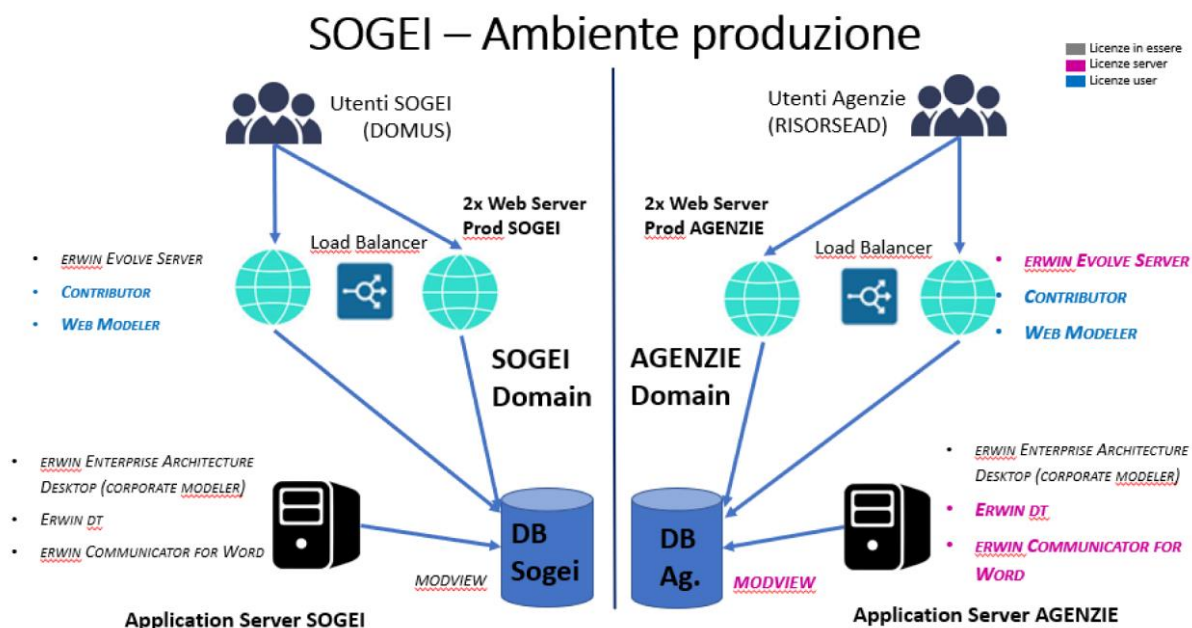 SOGEI – Ambiente produzione
Licenze in essere
Licenze server
Licenze user
Utenti SOGEI
(DOMUS)
2x Web Server
Prod SOGEI
Load Balancer
• ERWIN EVOLVE SERVER
• CONTRIBUTOR
• WEB MODELER
SOGEI
Domain
• ERWIN ENTERPRISE ARCHITECTURE
DESKTOP (CORPORATE MODELER)
• ERWIN DT
• ERWIN COMMUNICATOR FOR WORD
DB
Sogei
MODVIEW
Application Server SOGEI
Utenti Agenzie
(RISORSEAD)
2x Web Server
Prod AGENZIE
Load Balancer
• ERWIN EVOLVE SERVER
• CONTRIBUTOR
• WEB MODELER
AGENZIE
Domain
• ERWIN ENTERPRISE ARCHITECTURE
DESKTOP (CORPORATE MODELER)
• ERWIN DT
• ERWIN COMMUNICATOR FOR
WORD
DB
Ag.
MODVIEW
Application Server AGENZIE